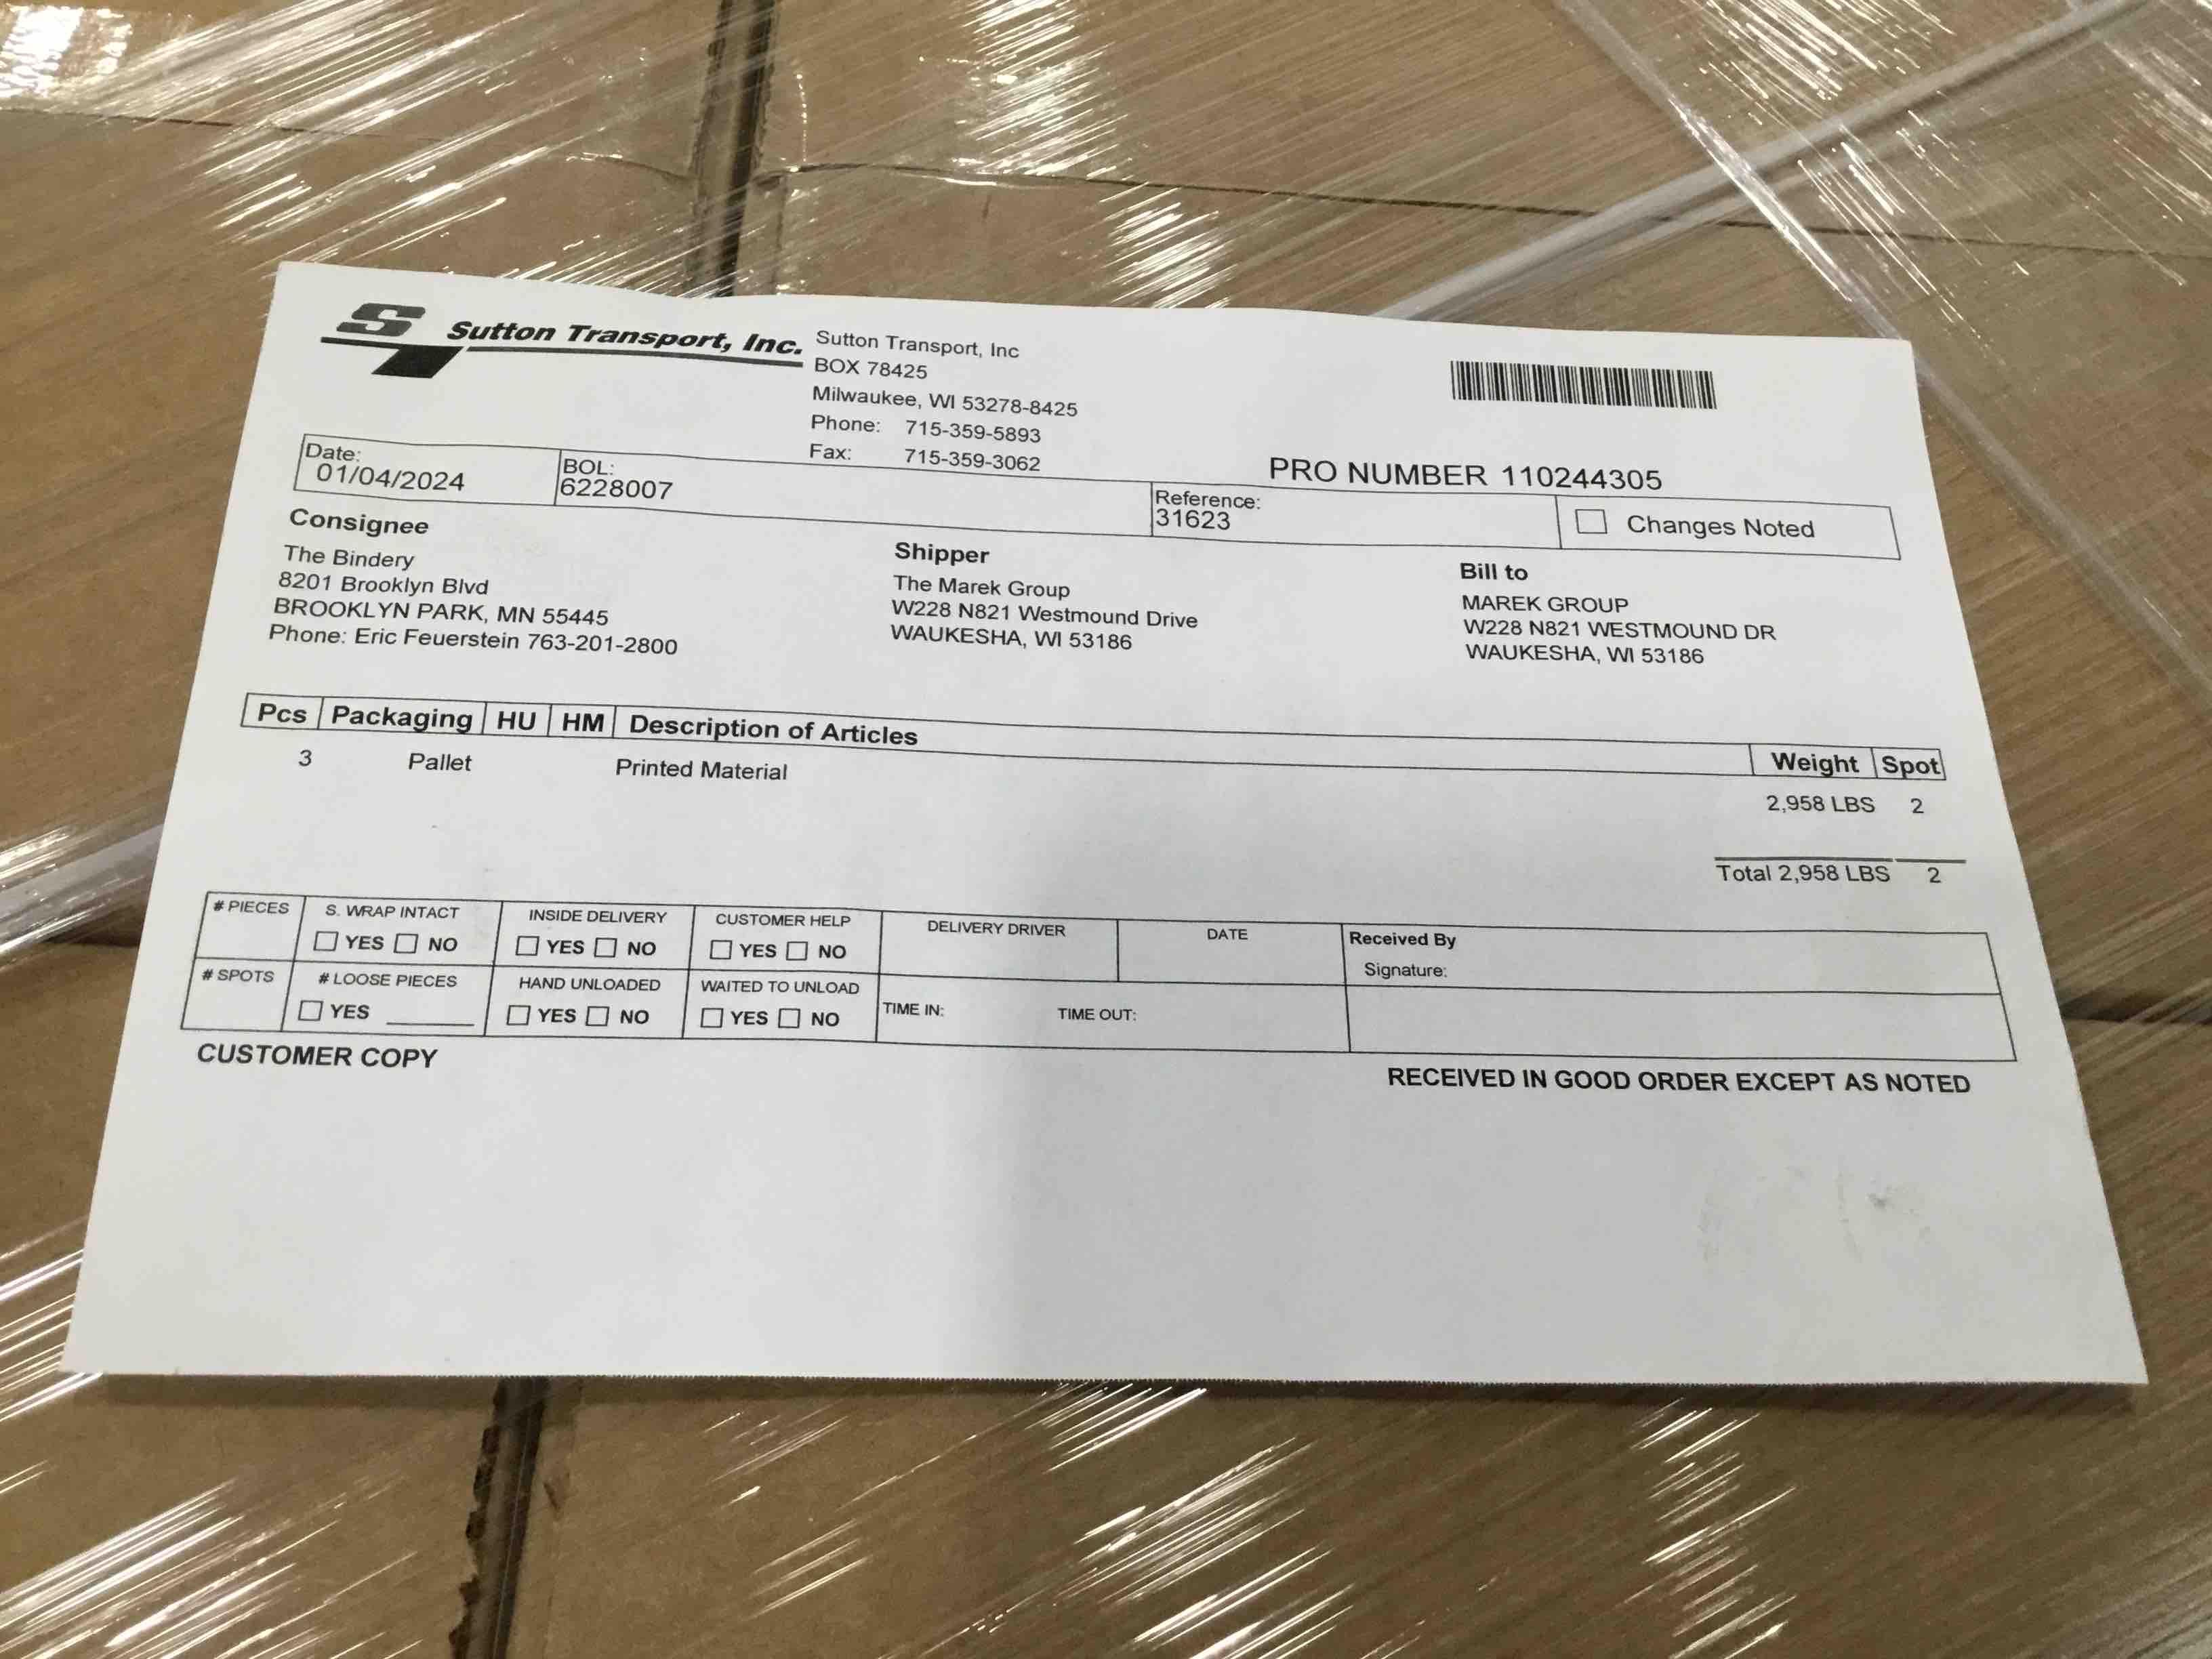 S Sutton Transport, Inc.
Sutton Transport, Inc
BOX 78425
Milwaukee, WI 53278-8425
Phone: 715-359-5893
Fax: 715-359-3062
PRO NUMBER 110244305
Date:
01/04/2024
BOL:
6228007
Reference:
31623
Changes Noted
Consignee
The Bindery
8201 Brooklyn Blvd
BROOKLYN PARK, MN 55445
Phone: Eric Feuerstein 763-201-2800
Shipper
The Marek Group
W228 N821 Westmound Drive
WAUKESHA, WI 53186
Bill to
MAREK GROUP
W228 N821 WESTMOUND DR
WAUKESHA, WI 53186
Pcs Packaging HU HM Description of Articles Weight Spot
3 Pallet Printed Material 2,958 LBS 2
Total 2,958 LBS 2
# PIECES
S. WRAP INTACT
YES NO
INSIDE DELIVERY
YES NO
CUSTOMER HELP
YES NO
DELIVERY DRIVER
DATE
Received By
Signature:
# SPOTS
# LOOSE PIECES
YES
HAND UNLOADED
YES NO
WAITED TO UNLOAD
YES NO
TIME IN: TIME OUT:
CUSTOMER COPY
RECEIVED IN GOOD ORDER EXCEPT AS NOTED